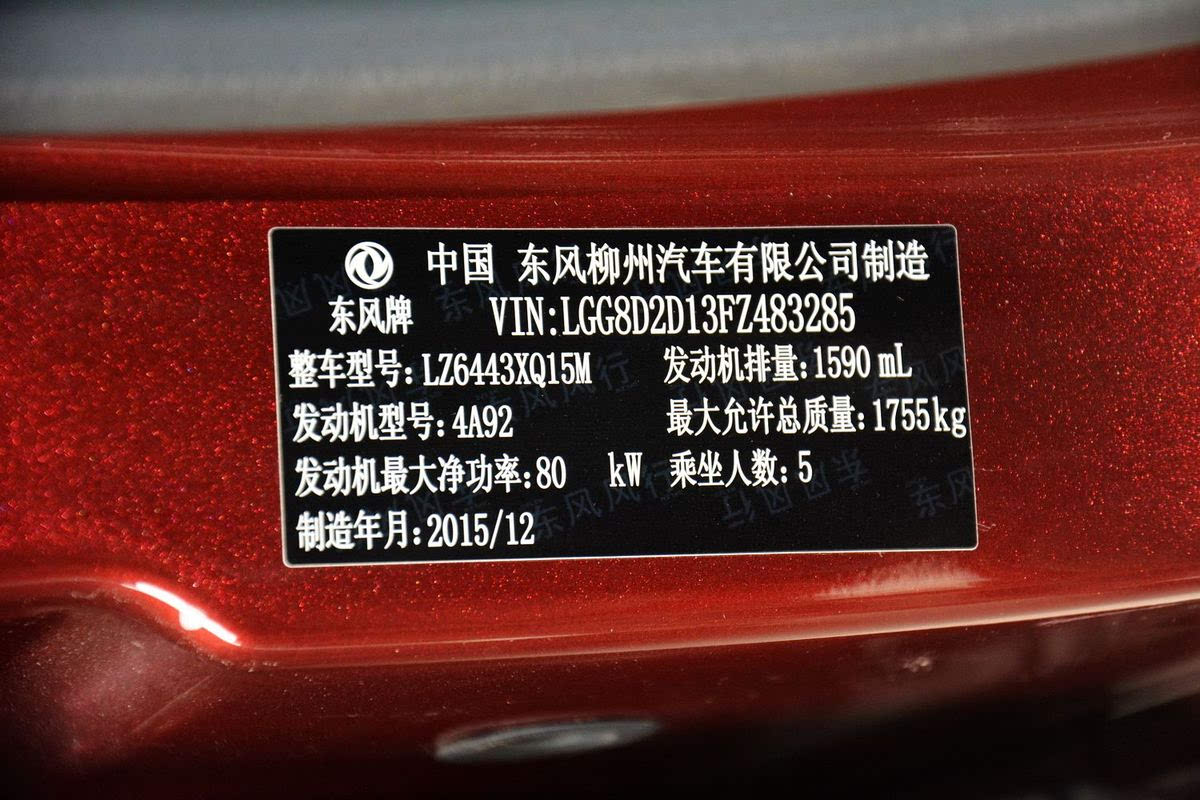 中国 东风柳州汽车有限公司制造
东风牌 VIN:LGG8D2D13FZ483285
整车型号:LZ6443XQ15M 发动机排量:1590 mL
发动机型号:4A92 最大允许总质量:1755kg
发动机最大净功率:80 kW 乘坐人数:5
制造年月:2015/12